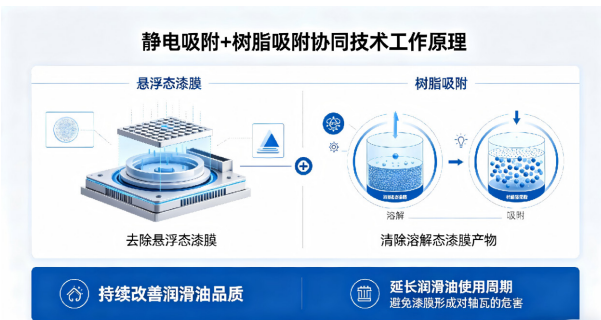 静电吸附+树脂吸附协同技术工作原理
悬浮态漆膜
树脂吸附
溶解
吸附
去除悬浮态漆膜
清除溶解态漆膜产物
持续改善润滑油品质
延长润滑油使用周期
避免漆膜形成对轴瓦的危害